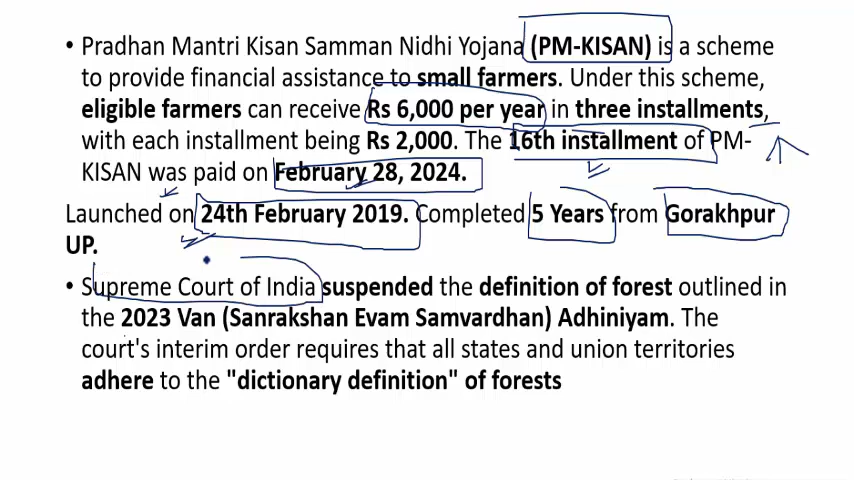 • Pradhan Mantri Kisan Samman Nidhi Yojana (PM-KISAN) is a scheme
to provide financial assistance to small farmers. Under this scheme,
eligible farmers can receive Rs 6,000 per year in three installments,
with each installment being Rs 2,000. The 16th installment of PM-
KISAN was paid on February 28, 2024.
Launched on 24th February 2019. Completed 5 Years from Gorakhpur
UP.
• Supreme Court of India suspended the definition of forest outlined in
the 2023 Van (Sanrakshan Evam Samvardhan) Adhiniyam. The
court's interim order requires that all states and union territories
adhere to the "dictionary definition" of forests